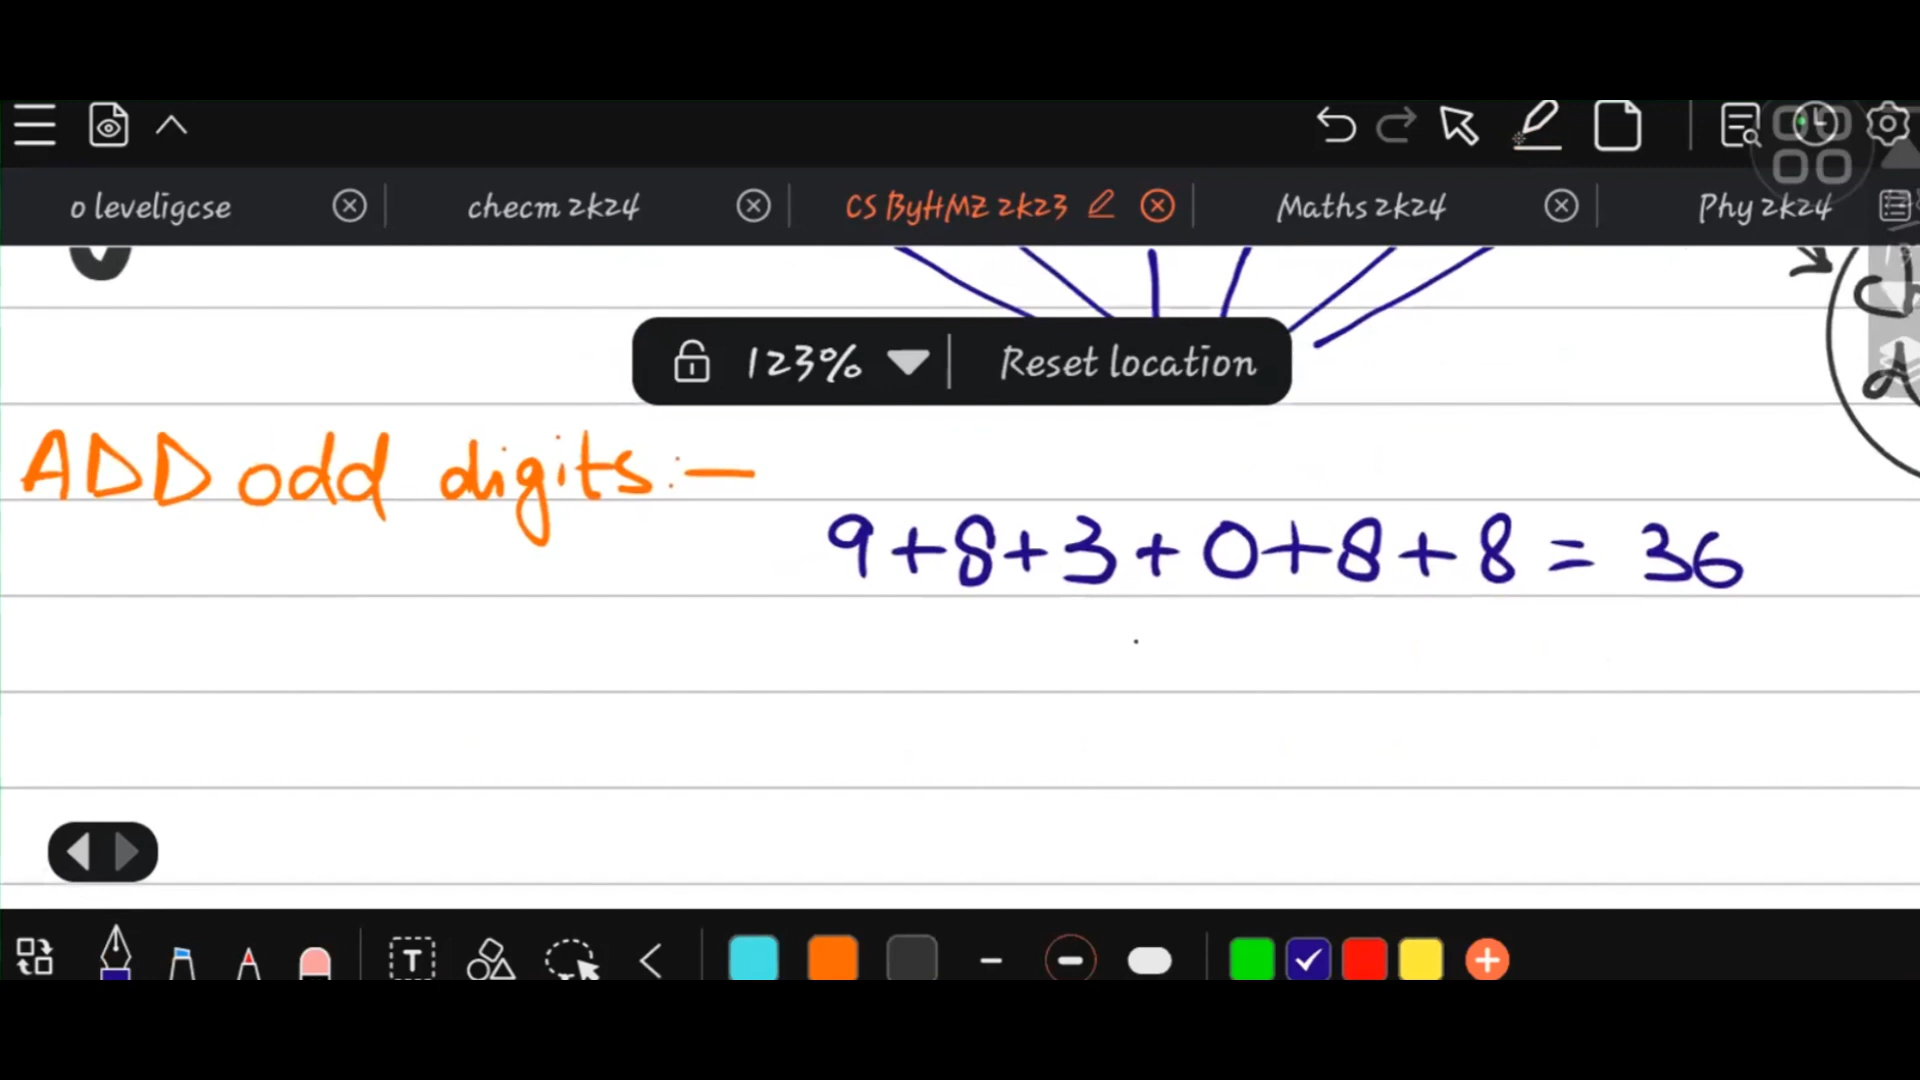 o leveligcse checm 2k24 CS ByHMZ 2k23 Maths 2k24 Phy 2k24
123% Reset location
ADD odd digits:—
9+8+3+0+8+8 = 36
T